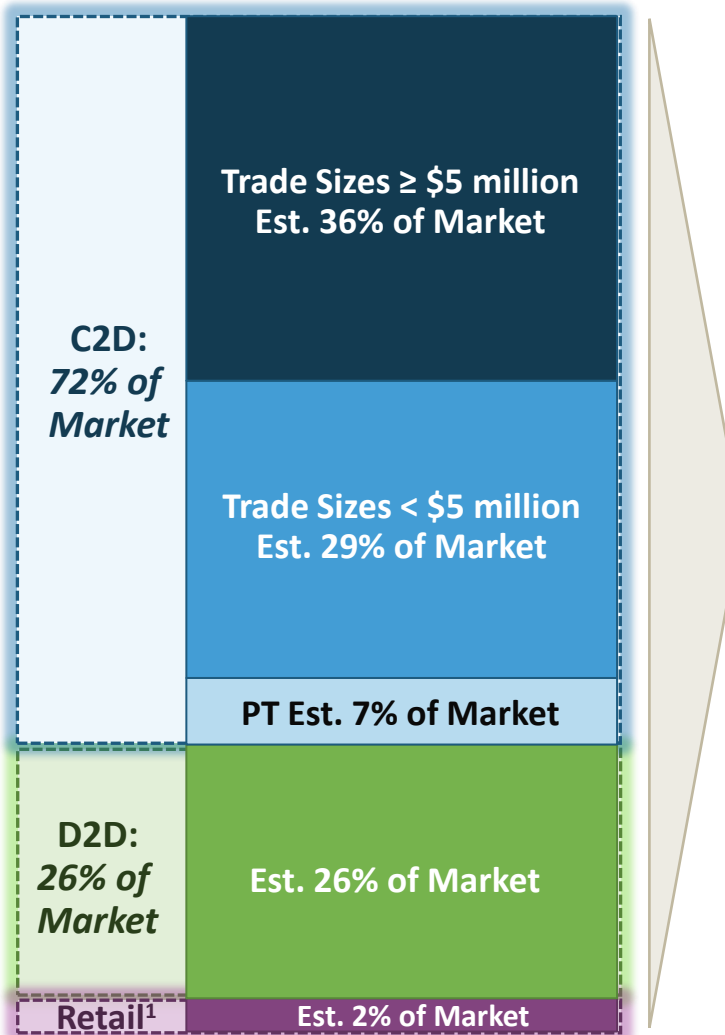 C2D:
72% of
Market
Trade Sizes ≥ $5 million
Est. 36% of Market
Trade Sizes < $5 million
Est. 29% of Market
PT Est. 7% of Market
D2D:
26% of
Market
Est. 26% of Market
Retail¹
Est. 2% of Market